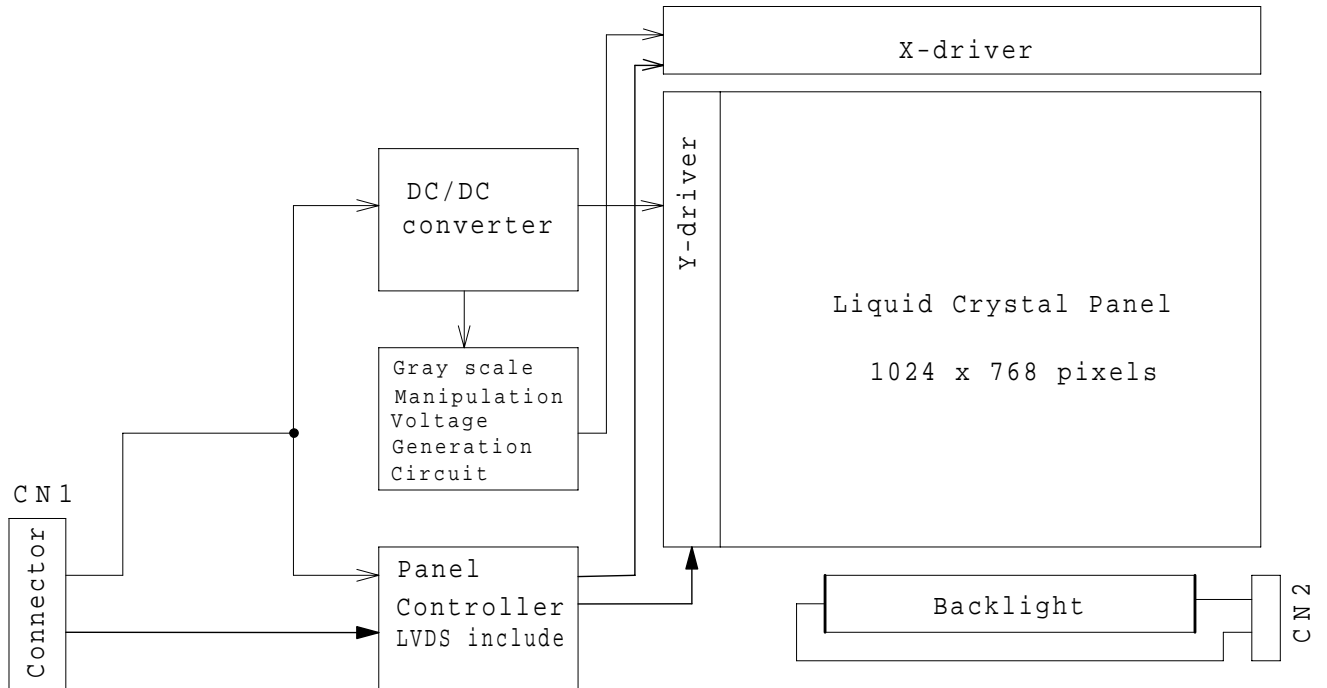 X-driver
Y-driver
DC/DC
converter
Liquid Crystal Panel
1024 x 768 pixels
Gray scale
Manipulation
Voltage
Generation
Circuit
CN1
Connector
Panel
Controller
LVDS include
Backlight
CN2